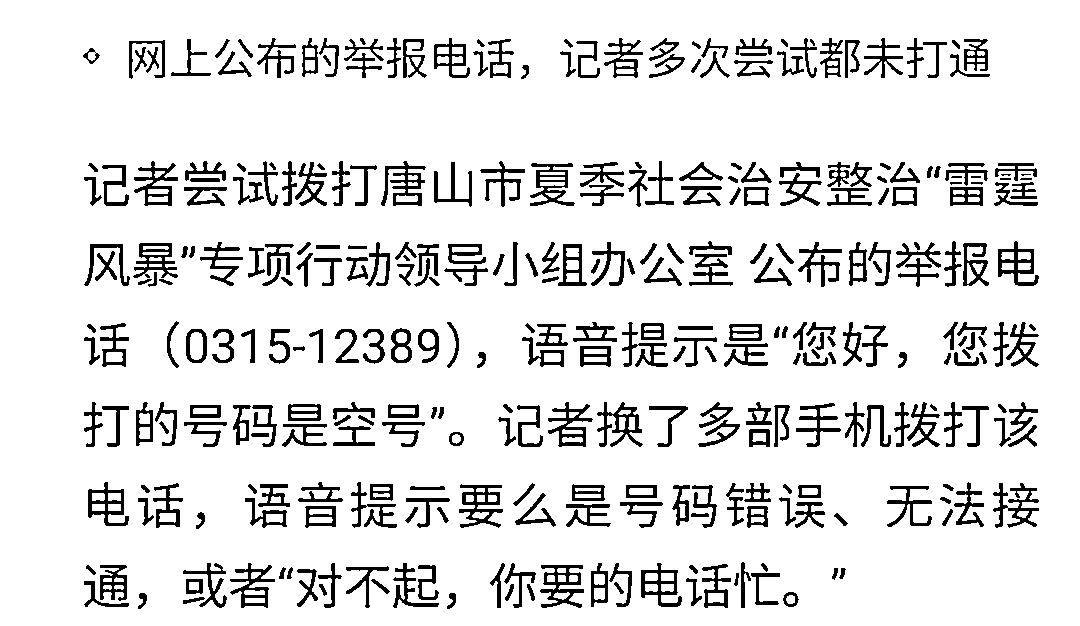 网上公布的举报电话，记者多次尝试都未打通
记者尝试拨打唐山市夏季社会治安整治“雷霆
风暴”专项行动领导小组办公室 公布的举报电
话（0315-12389），语音提示是“您好，您拨
打的号码是空号”。记者换了多部手机拨打该
电话，语音提示要么是号码错误、无法接
通，或者“对不起，你要的电话忙。”